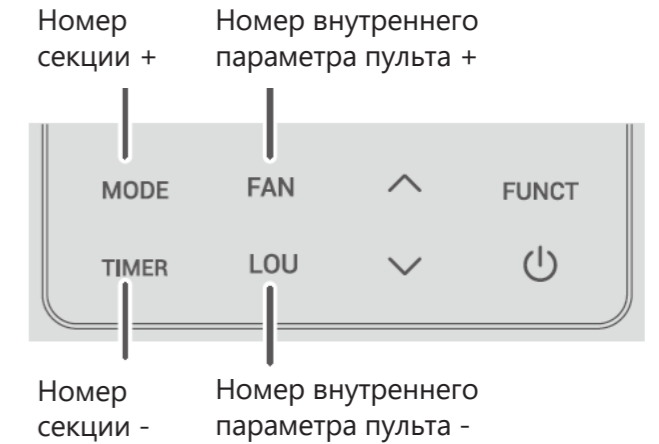 Номер
секции +
Номер внутреннего
параметра пульта +
MODE FAN FUNCT
TIMER LOU
Номер
секции -
Номер внутреннего
параметра пульта -